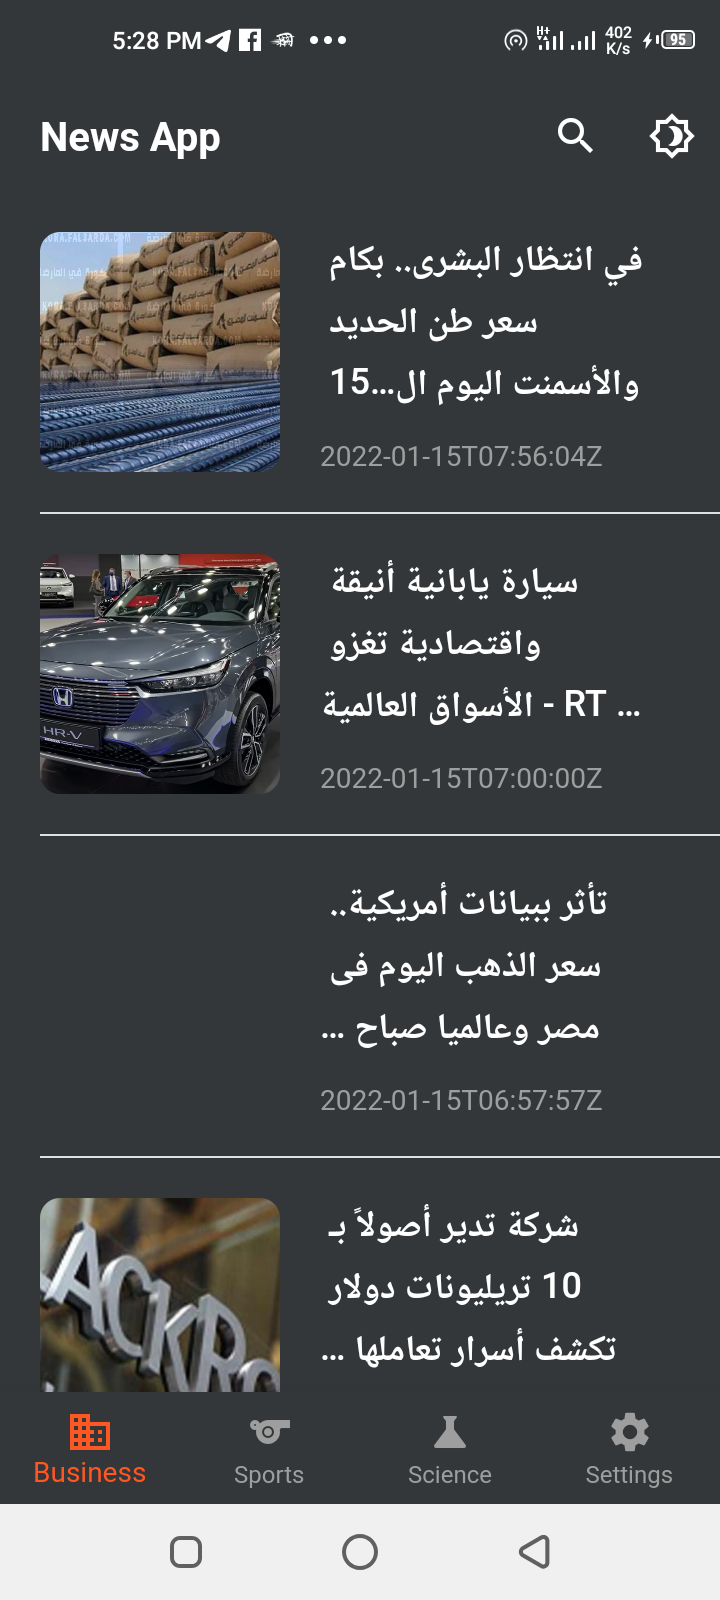 5:28 PM
H+
402
K/s
95
News App
في انتظار البشرى.. بكام
سعر طن الحديد
والأسمنت اليوم ال...15
2022-01-15T07:56:04Z
سيارة يابانية أنيقة
واقتصادية تغزو
الأسواق العالمية - RT ...
HR-V
2022-01-15T07:00:00Z
تأثر ببيانات أمريكية..
سعر الذهب اليوم فى
مصر وعالميا صباح ...
2022-01-15T06:57:57Z
شركة تدير أصولاً بـ
10 تريليونات دولار
تكشف أسرار تعاملها ...
ACKR
Business
Sports
Science
Settings